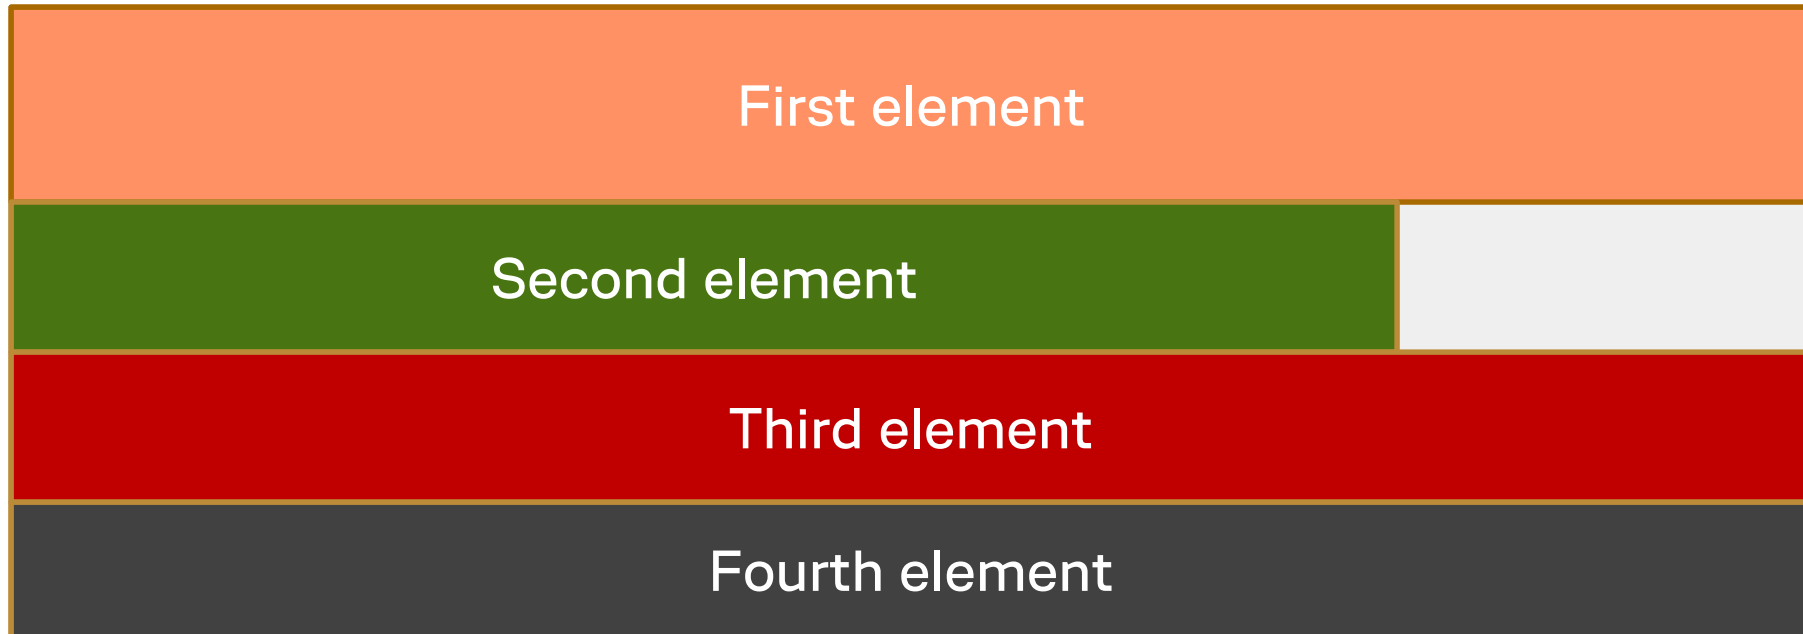 First element
Second element
Third element
Fourth element